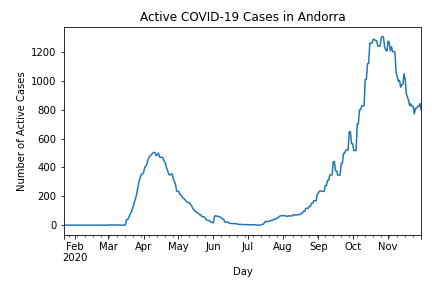 Active COVID-19 Cases in Andorra
Number of Active Cases
1200
1000
800
600
400
200
0
Feb Mar Apr May Jun Jul Aug Sep Oct Nov
2020
Day